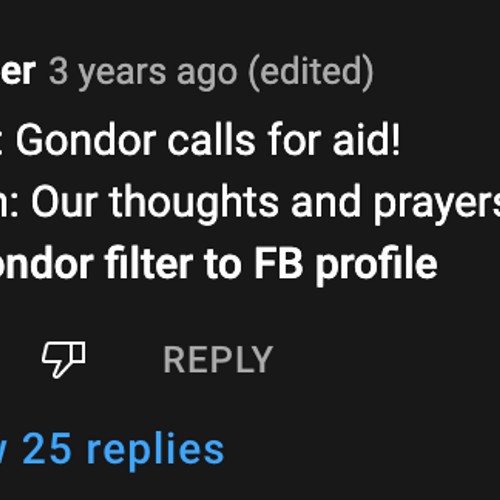 er 3 years ago (edited)
: Gondor calls for aid!
n: Our thoughts and prayers
ondor filter to FB profile
REPLY
w 25 replies